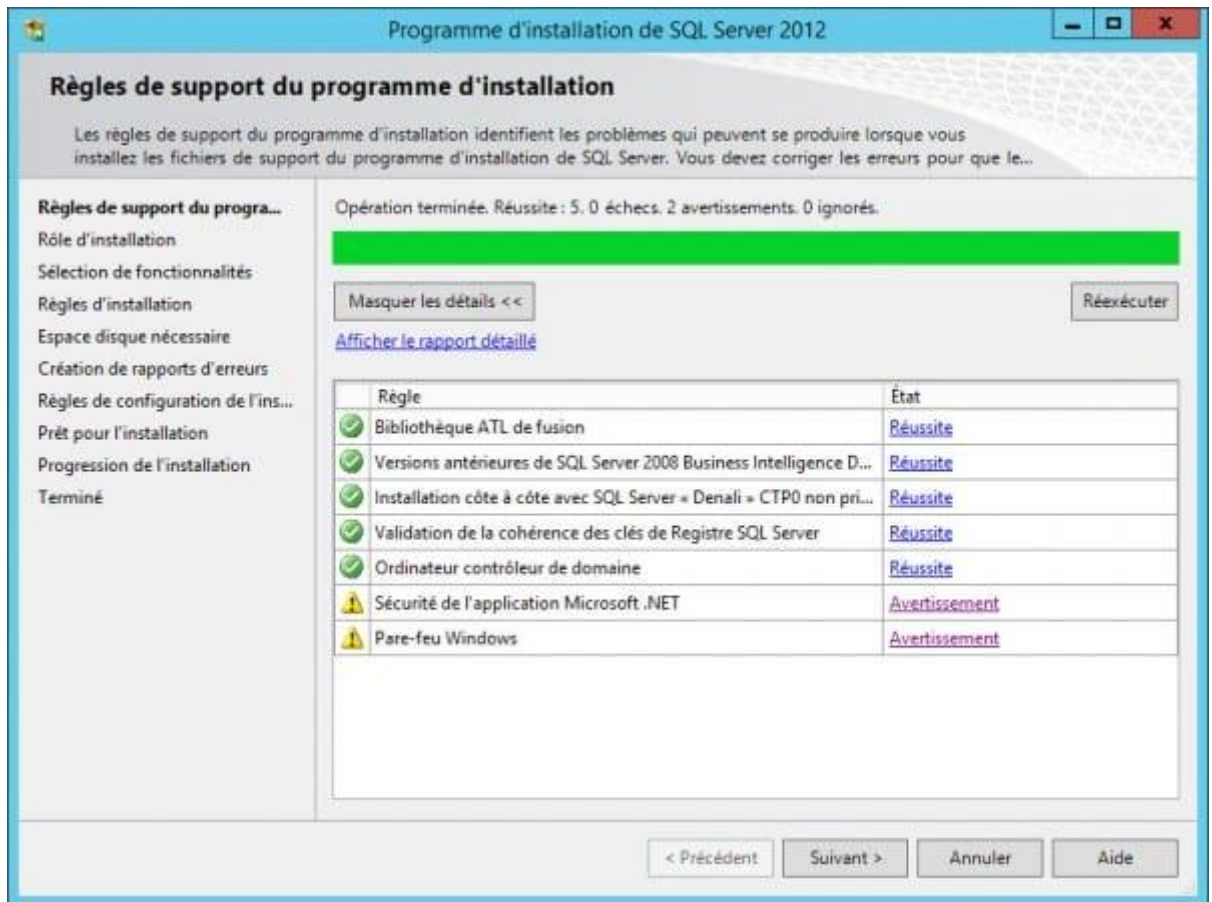 Programme d'installation de SQL Server 2012
Règles de support du programme d'installation
Les règles de support du programme d'installation identifient les problèmes qui peuvent se produire lorsque vous
installez les fichiers de support du programme d'installation de SQL Server. Vous devez corriger les erreurs pour que le...
Règles de support du progra...
Rôle d'installation
Sélection de fonctionnalités
Règles d'installation
Espace disque nécessaire
Création de rapports d'erreurs
Règles de configuration de l'ins...
Prêt pour l'installation
Progression de l'installation
Terminé
Opération terminée. Réussite : 5. 0 échecs. 2 avertissements. 0 ignorés.
Masquer les détails <<
Réexécuter
Afficher le rapport détaillé
Règle État
Bibliothèque ATL de fusion Réussite
Versions antérieures de SQL Server 2008 Business Intelligence D... Réussite
Installation côte à côte avec SQL Server « Denali » CTP0 non pri... Réussite
Validation de la cohérence des clés de Registre SQL Server Réussite
Ordinateur contrôleur de domaine Réussite
Sécurité de l'application Microsoft .NET Avertissement
Pare-feu Windows Avertissement
< Précédent Suivant > Annuler Aide